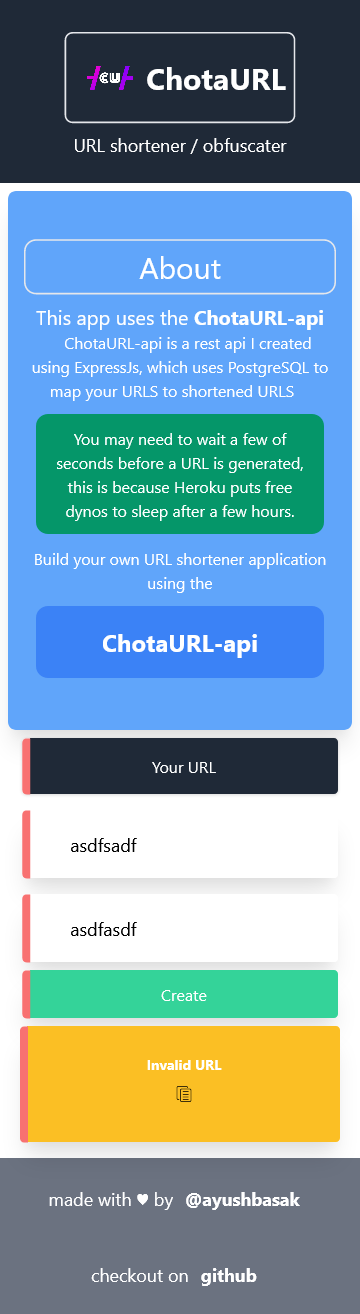 CU ChotaURL
URL shortener / obfuscater
About
This app uses the ChotaURL-api
ChotaURL-api is a rest api I created
using ExpressJs, which uses PostgreSQL to
map your URLS to shortened URLS
You may need to wait a few of
seconds before a URL is generated,
this is because Heroku puts free
dynos to sleep after a few hours.
Build your own URL shortener application
using the
ChotaURL-api
Your URL
asdfsadf
asdfasdf
Create
Invalid URL
made with ♥ by @ayushbasak
checkout on github